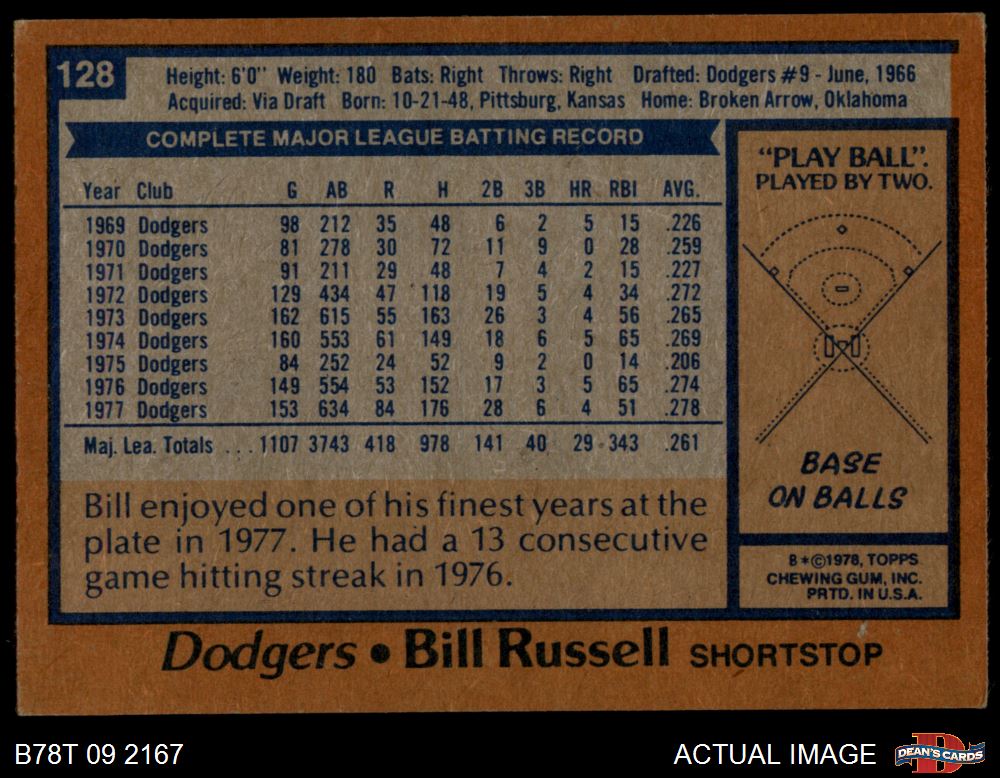 128
Height: 6'0" Weight: 180 Bats: Right Throws: Right Drafted: Dodgers #9 - June, 1966
Acquired: Via Draft Born: 10-21-48, Pittsburg, Kansas Home: Broken Arrow, Oklahoma
COMPLETE MAJOR LEAGUE BATTING RECORD
Year Club G AB R H 2B 3B HR RBI AVG.
1969 Dodgers 98 212 35 48 6 2 5 15 .226
1970 Dodgers 81 278 30 72 11 9 0 28 .259
1971 Dodgers 91 211 29 48 7 4 2 15 .227
1972 Dodgers 129 434 47 118 19 5 4 34 .272
1973 Dodgers 162 615 55 163 26 3 4 56 .265
1974 Dodgers 160 553 61 149 18 6 5 65 .269
1975 Dodgers 84 252 24 52 9 2 0 14 .206
1976 Dodgers 149 554 53 152 17 3 5 65 .274
1977 Dodgers 153 634 84 176 28 6 4 51 .278
Maj. Lea. Totals ... 1107 3743 418 978 141 40 29 343 .261
Bill enjoyed one of his finest years at the
plate in 1977. He had a 13 consecutive
game hitting streak in 1976.
"PLAY BALL".
PLAYED BY TWO.
BASE
ON BALLS
B*©1978, TOPPS
CHEWING GUM, INC.
PRTD. IN U.S.A.
Dodgers • Bill Russell SHORTSTOP
B78T 09 2167
ACTUAL IMAGE
DEAN'S CARDS